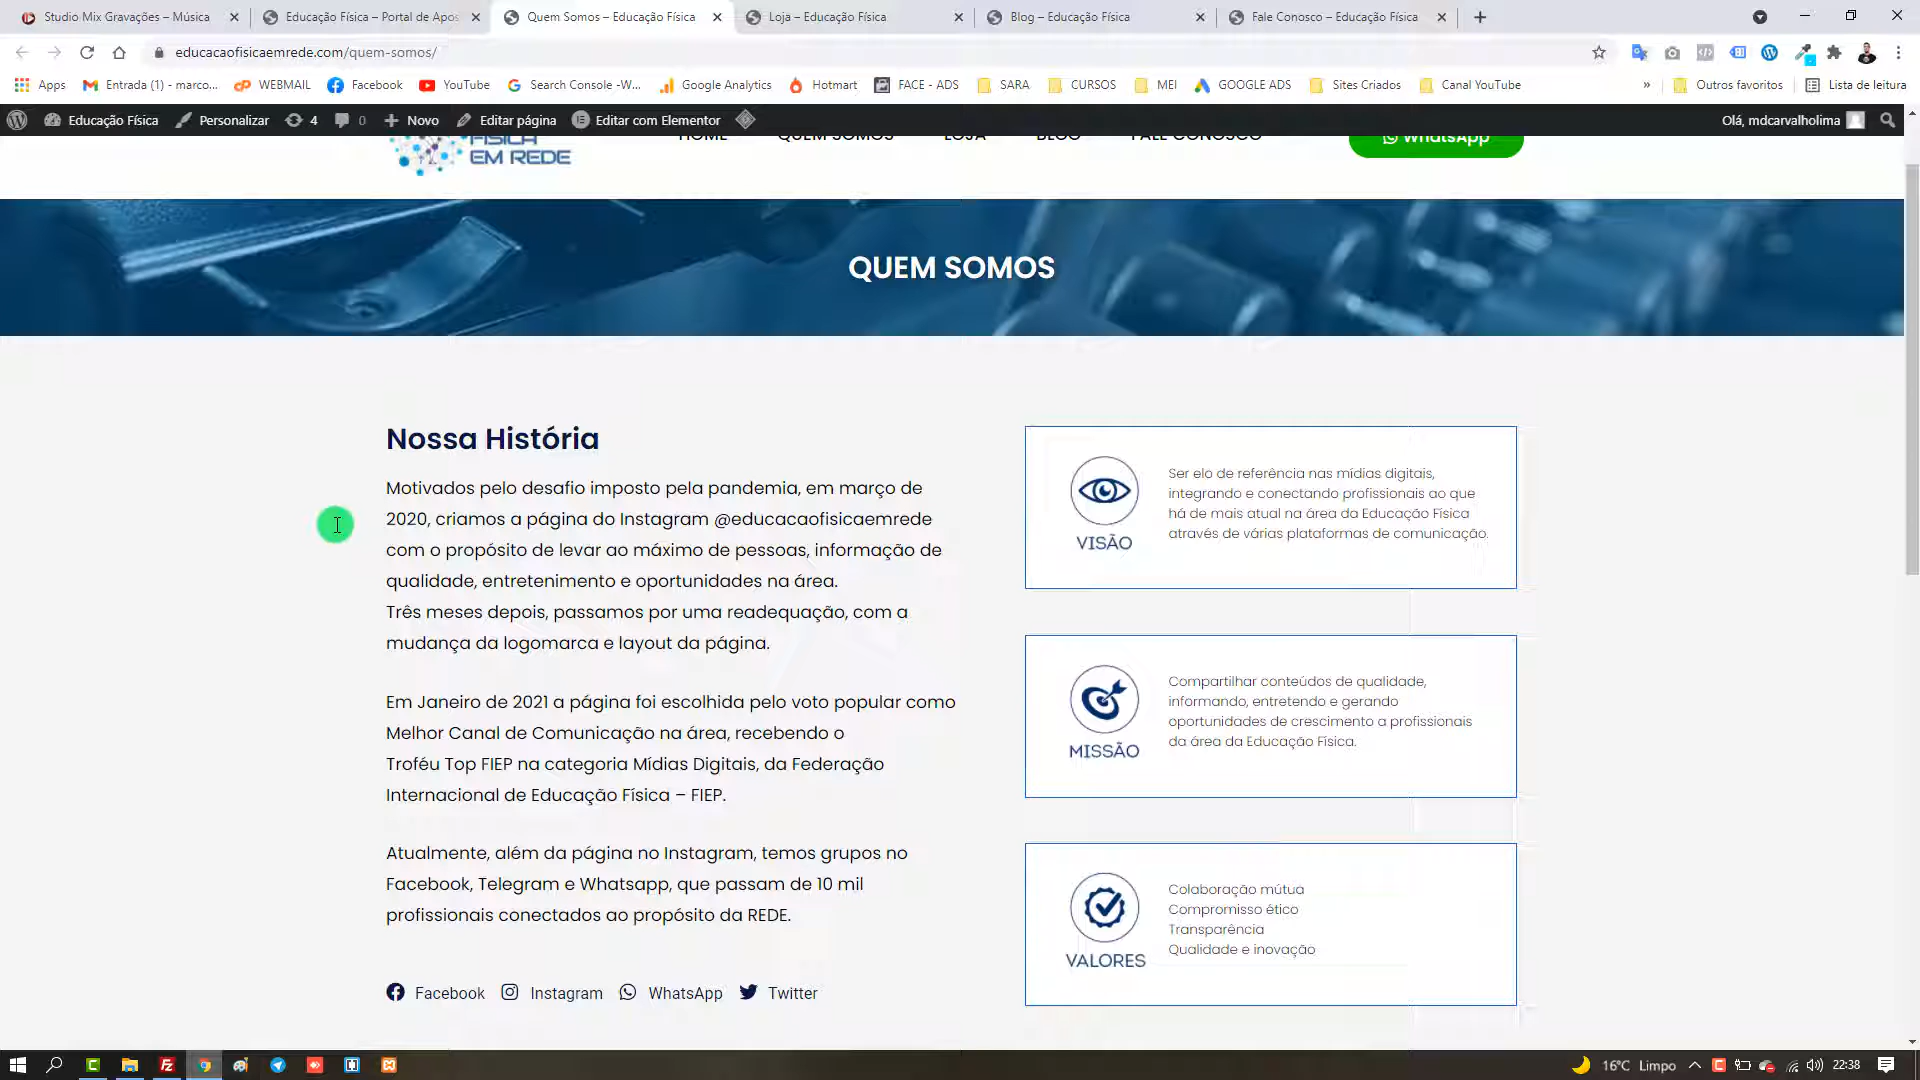 Studio Mix Gravações – Música
Educação Física – Portal de Apos
Quem Somos – Educação Física
Loja – Educação Física
Blog – Educação Física
Fale Conosco – Educação Física
educacaofisicaemrede.com/quem-somos/
Apps
Entrada (1) - marco...
WEBMAIL
Facebook
YouTube
Search Console -W...
Google Analytics
Hotmart
FACE - ADS
SARA
CURSOS
MEI
GOOGLE ADS
Sites Criados
Canal YouTube
»
Outros favoritos
Lista de leitura
Educação Física
Personalizar
4
0
Novo
Editar página
Editar com Elementor
Olá, mdcarvalholima
FÍSICA
EM REDE
HOME
QUEM SOMOS
LOJA
BLOG
FALE CONOSCO
WhatsApp
QUEM SOMOS
Nossa História
Motivados pelo desafio imposto pela pandemia, em março de
2020, criamos a página do Instagram @educacaofisicaemrede
com o propósito de levar ao máximo de pessoas, informação de
qualidade, entretenimento e oportunidades na área.
Três meses depois, passamos por uma readequação, com a
mudança da logomarca e layout da página.
Em Janeiro de 2021 a página foi escolhida pelo voto popular como
Melhor Canal de Comunicação na área, recebendo o
Troféu Top FIEP na categoria Mídias Digitais, da Federação
Internacional de Educação Física – FIEP.
Atualmente, além da página no Instagram, temos grupos no
Facebook, Telegram e Whatsapp, que passam de 10 mil
profissionais conectados ao propósito da REDE.
Facebook
Instagram
WhatsApp
Twitter
VISÃO
Ser elo de referência nas mídias digitais,
integrando e conectando profissionais ao que
há de mais atual na área da Educação Física
através de várias plataformas de comunicação.
MISSÃO
Compartilhar conteúdos de qualidade,
informando, entretendo e gerando
oportunidades de crescimento a profissionais
da área da Educação Física.
VALORES
Colaboração mútua
Compromisso ético
Transparência
Qualidade e inovação
16°C Limpo
22:38